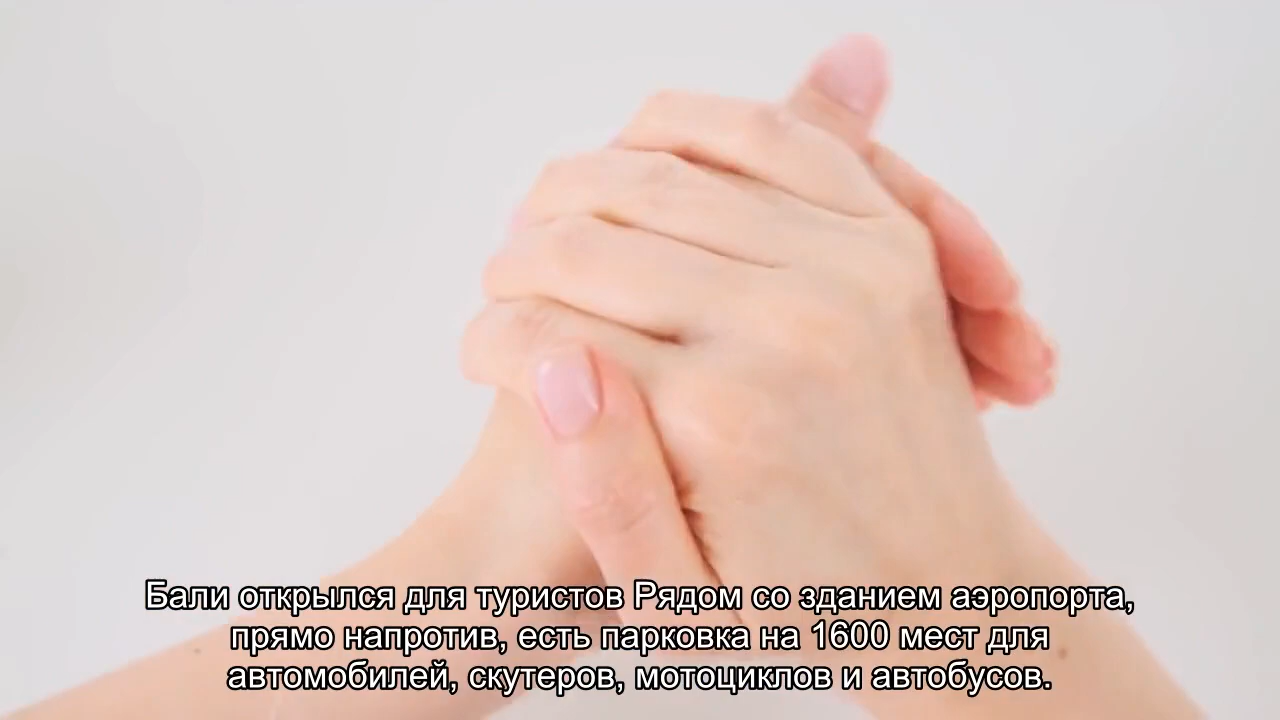 Бали открылся для туристов Рядом со зданием аэропорта,
прямо напротив, есть парковка на 1600 мест для
автомобилей, скутеров, мотоциклов и автобусов.